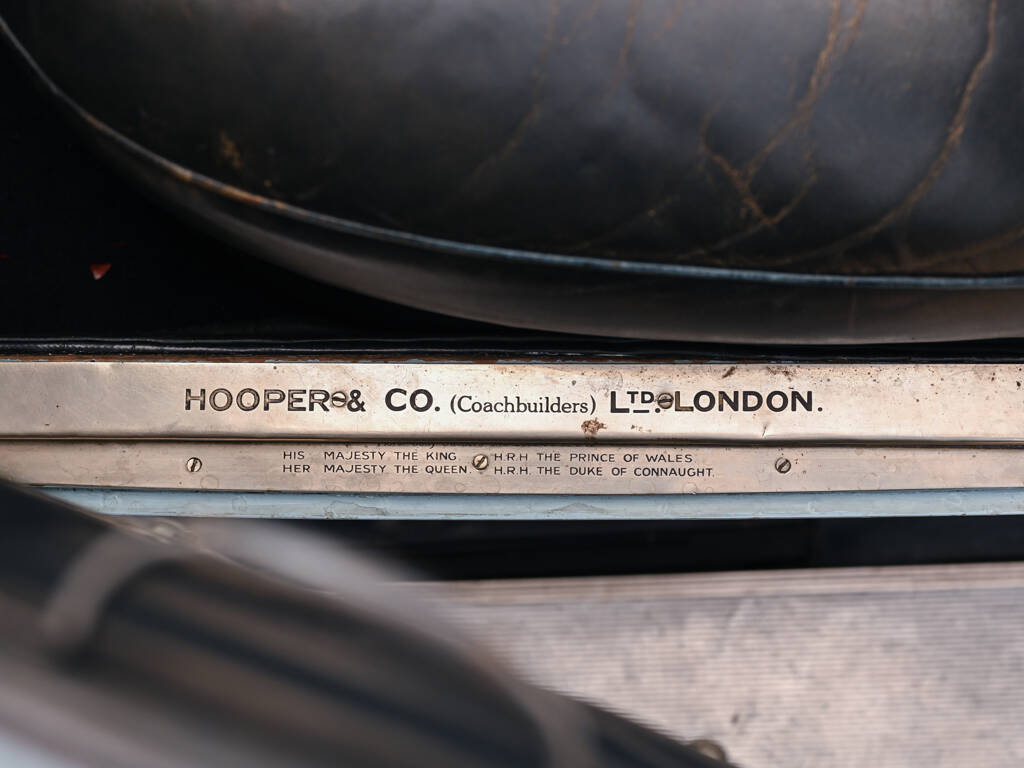 HOOPER & CO. (Coachbuilders) LTD. LONDON.
HIS MAJESTY THE KING H.R.H THE PRINCE OF WALES
HER MAJESTY THE QUEEN H.R.H. THE DUKE OF CONNAUGHT.